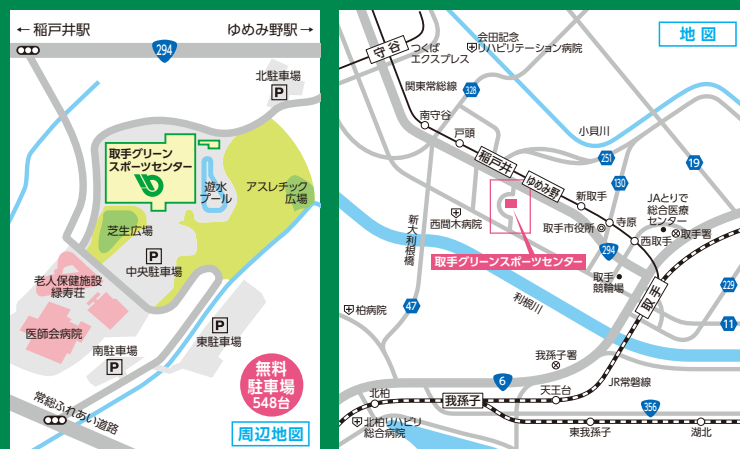 ← 稲戸井駅
ゆめみ野駅 →
294
北駐車場
P
取手グリーン
スポーツセンター
遊水
プール
アスレチック
広場
芝生広場
P
中央駐車場
老人保健施設
緑寿荘
医師会病院
P
東駐車場
南駐車場
P
無料
駐車場
548台
常総ふれあい道路
周辺地図
地図
守谷
つくば
エクスプレス
会田記念
リハビリテーション病院
関東常総線
328
南守谷
戸頭
小貝川
稲戸井
ゆめみ野
251
19
130
新取手
JAとりで
総合医療
センター
取手署
寺原
西取手
取手市役所
新大利根橋
西間木病院
294
取手グリーンスポーツセンター
取手
競輪場
取手
229
11
47
利根川
柏病院
我孫子署
6
天王台
JR常磐線
北柏
我孫子
356
北柏リハビリ
総合病院
東我孫子
湖北